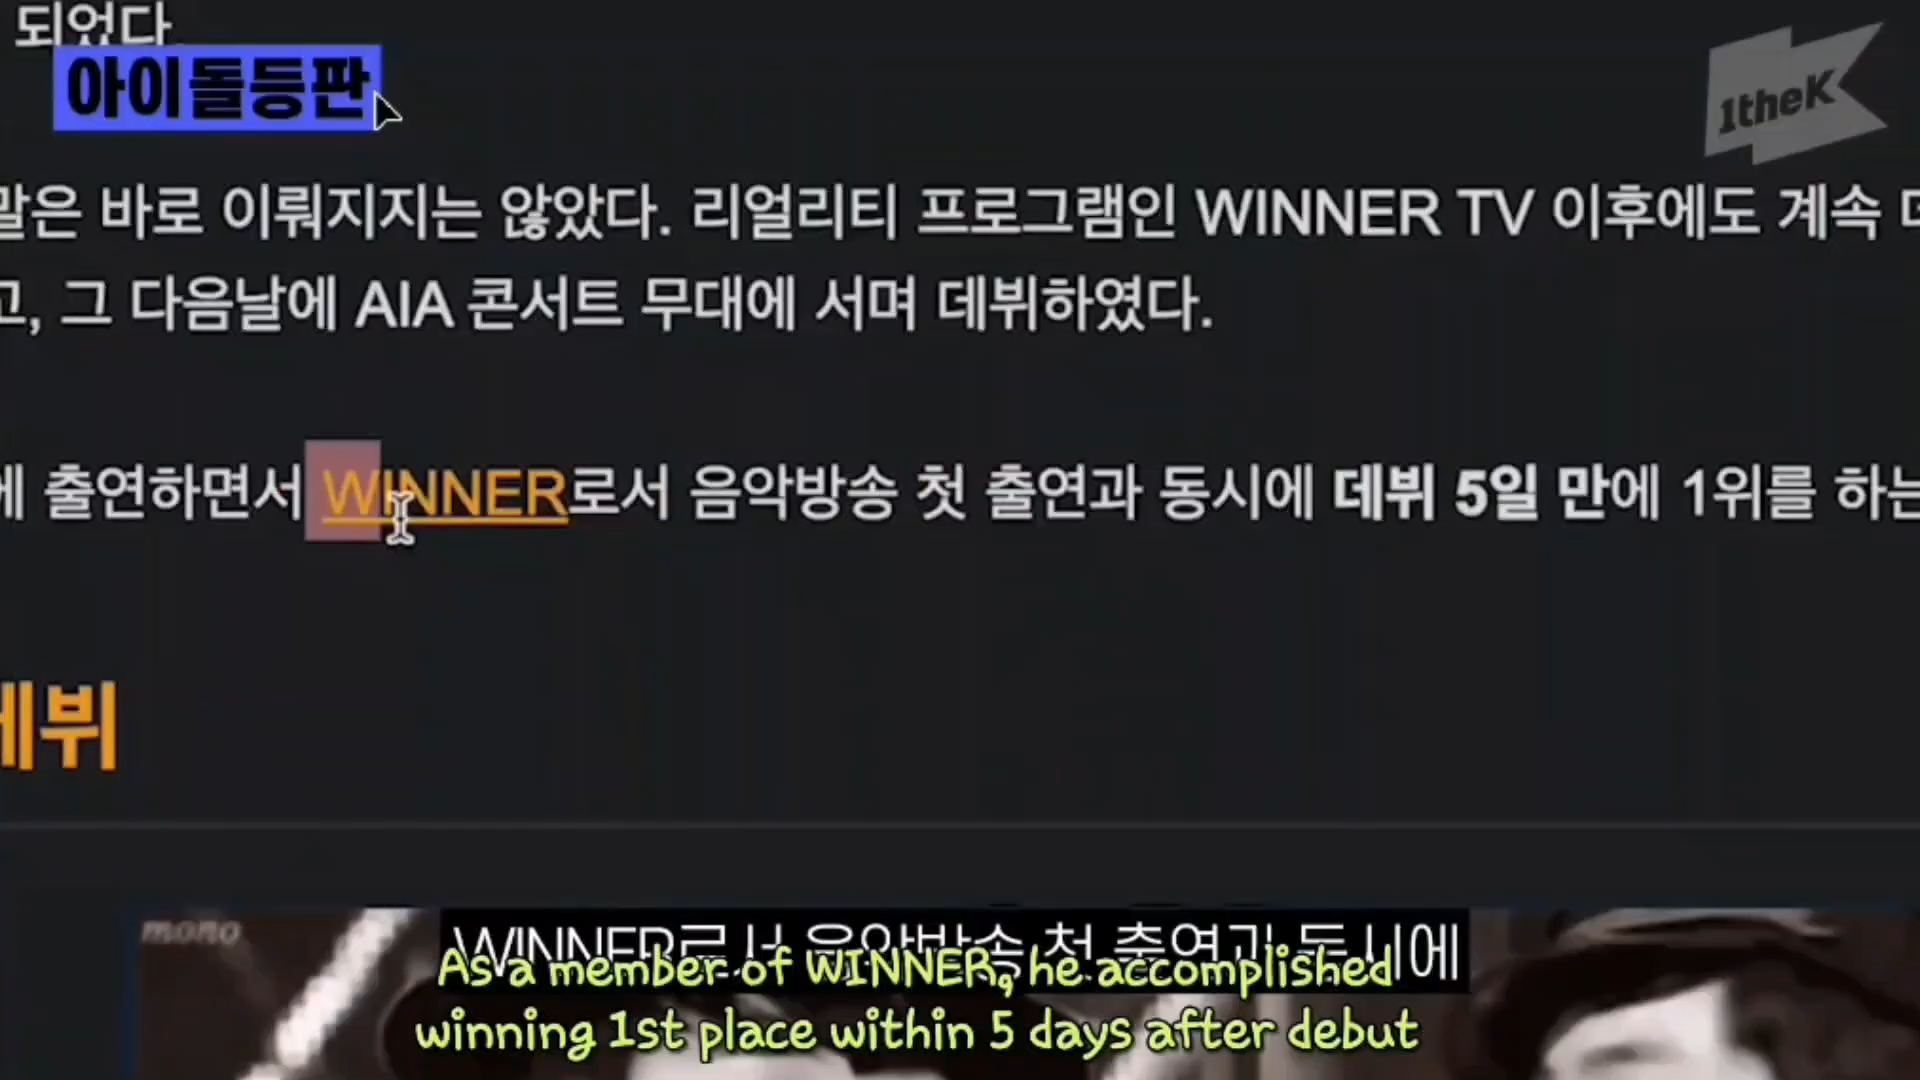 되었다.
아이돌등판
1theK
말은 바로 이뤄지지는 않았다. 리얼리티 프로그램인 WINNER TV 이후에도 계속
고, 그 다음날에 AIA 콘서트 무대에 서며 데뷔하였다.
에 출연하면서 WINNER로서 음악방송 첫 출연과 동시에 데뷔 5일 만에 1위를 하는
데뷔
mono
WINNER로서 음악방송 첫 출연과 동시에
As a member of WINNER, he accomplished
winning 1st place within 5 days after debut